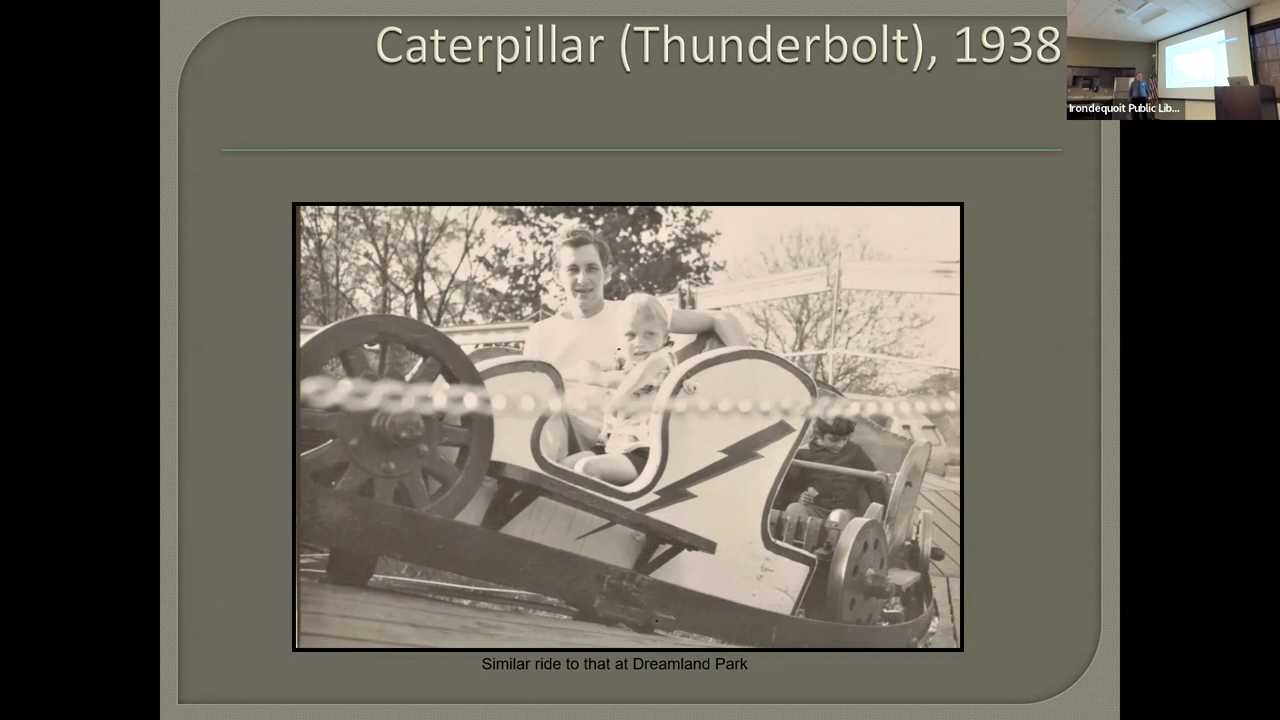 Caterpillar (Thunderbolt), 1938
Irondequoit Public Lib...
Similar ride to that at Dreamland Park